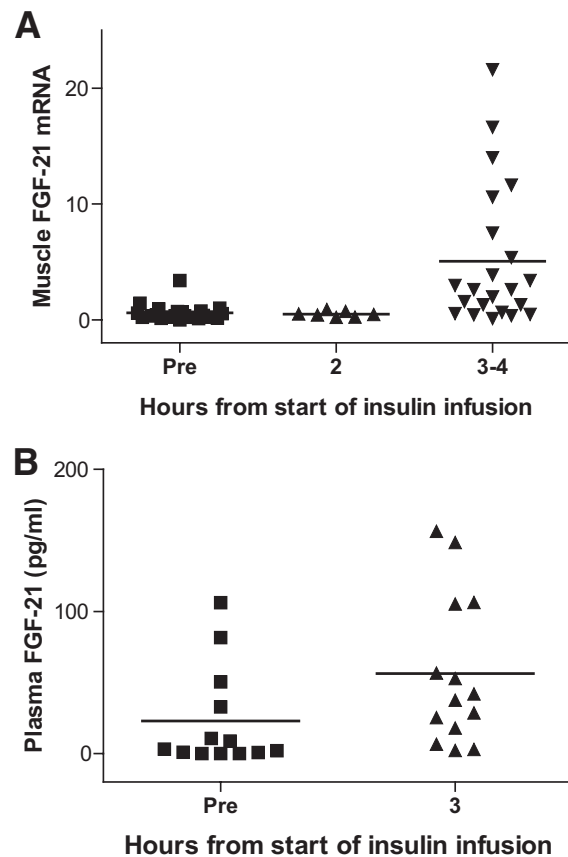 A
Muscle FGF-21 mRNA
20
10
0
Pre 2 3-4
Hours from start of insulin infusion
B
Plasma FGF-21 (pg/ml)
200
100
0
Pre 3
Hours from start of insulin infusion